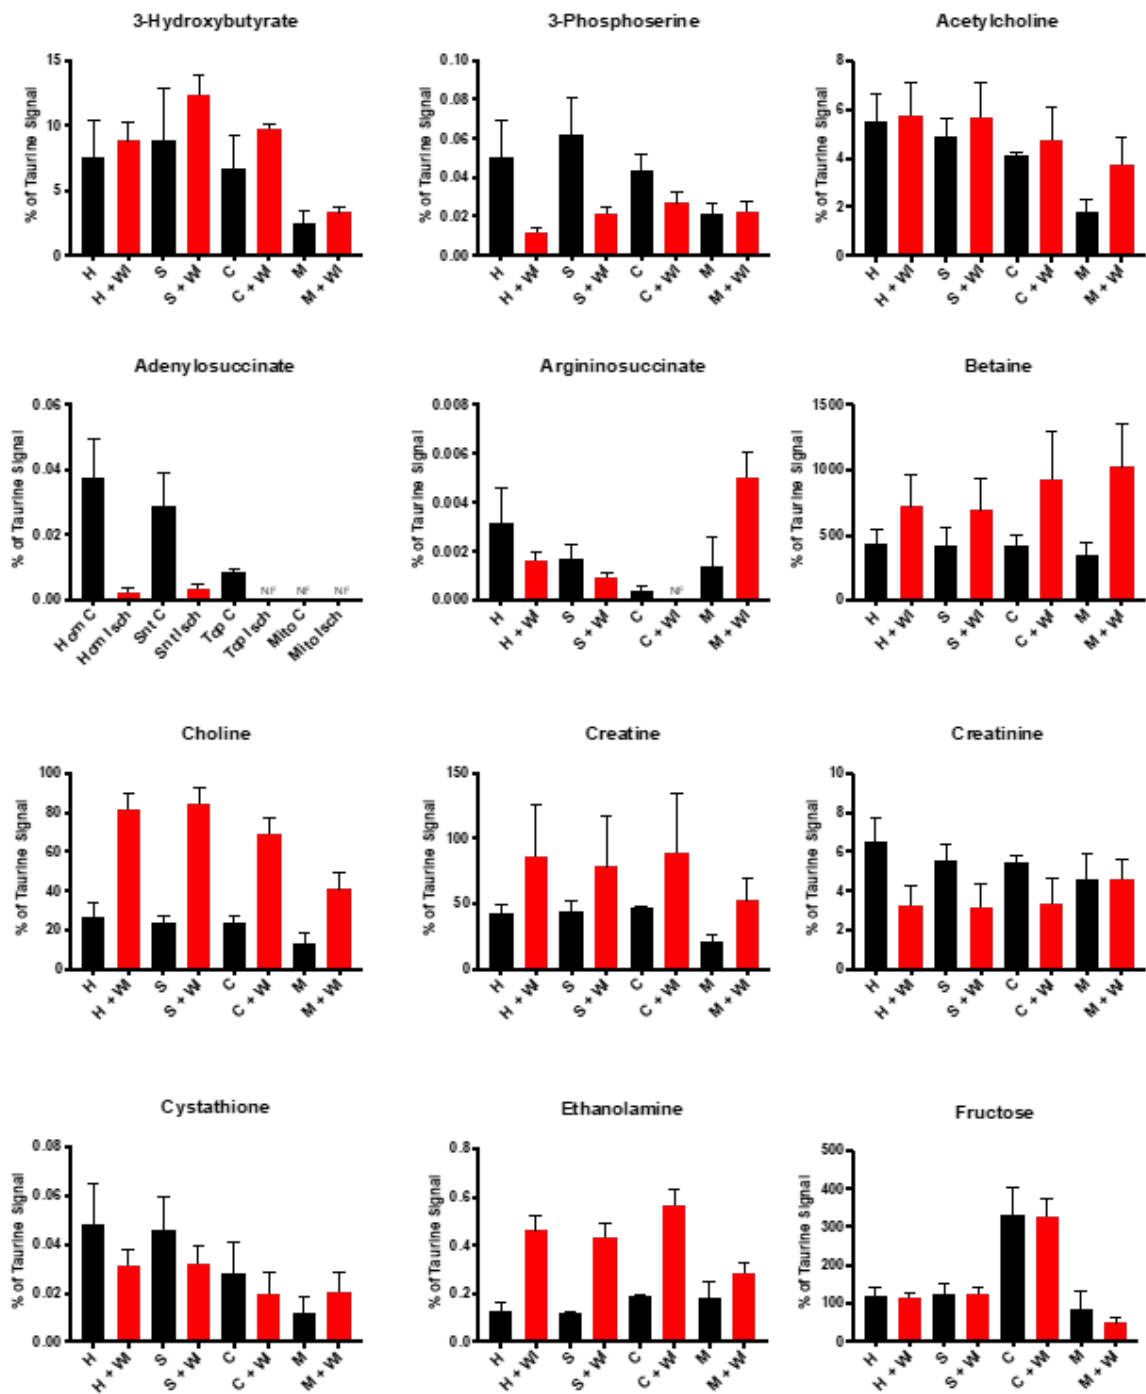 3-Hydroxybutyrate
% of Taurine Signal
15
10
5
0
H
H + WI
S
S + WI
C
C + WI
M
M + WI
3-Phosphoserine
% of Taurine Signal
0.10
0.08
0.06
0.04
0.02
0.00
H
H + WI
S
S + WI
C
C + WI
M
M + WI
Acetylcholine
% of Taurine Signal
8
6
4
2
0
H
H + WI
S
S + WI
C
C + WI
M
M + WI
Adenylosuccinate
% of Taurine Signal
0.06
0.04
0.02
0.00
NF
NF
NF
Hom C
Hom Isch
Snt C
Snt Isch
Tqp C
Tqp Isch
Mito C
Mito Isch
Argininosuccinate
% of Taurine Signal
0.008
0.006
0.004
0.002
0.000
NF
H
H + WI
S
S + WI
C
C + WI
M
M + WI
Betaine
% of Taurine Signal
1500
1000
500
0
H
H + WI
S
S + WI
C
C + WI
M
M + WI
Choline
% of Taurine Signal
100
80
60
40
20
0
H
H + WI
S
S + WI
C
C + WI
M
M + WI
Creatine
% of Taurine Signal
150
100
50
0
H
H + WI
S
S + WI
C
C + WI
M
M + WI
Creatinine
% of Taurine Signal
10
8
6
4
2
0
H
H + WI
S
S + WI
C
C + WI
M
M + WI
Cystathione
% of Taurine Signal
0.08
0.06
0.04
0.02
0.00
H
H + WI
S
S + WI
C
C + WI
M
M + WI
Ethanolamine
% of Taurine Signal
0.8
0.6
0.4
0.2
0.0
H
H + WI
S
S + WI
C
C + WI
M
M + WI
Fructose
% of Taurine Signal
500
400
300
200
100
0
H
H + WI
S
S + WI
C
C + WI
M
M + WI